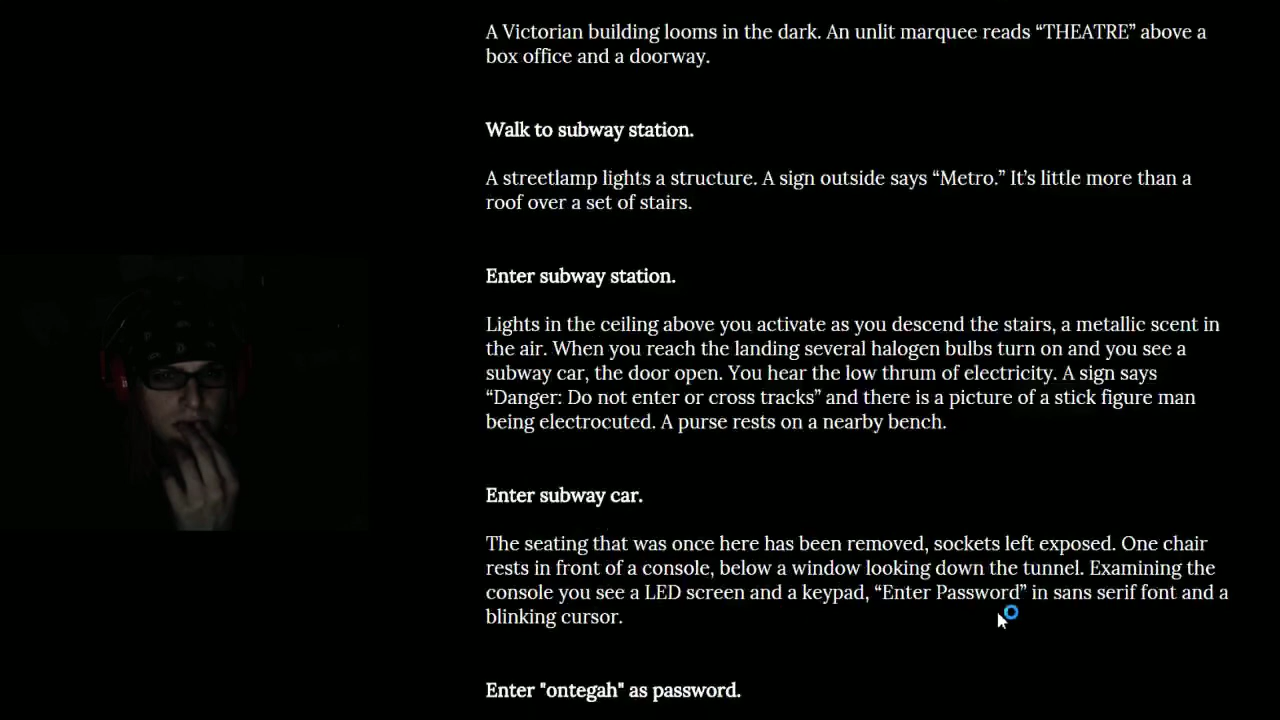 A Victorian building looms in the dark. An unlit marquee reads “THEATRE” above a
box office and a doorway.
Walk to subway station.
A streetlamp lights a structure. A sign outside says “Metro.” It’s little more than a
roof over a set of stairs.
Enter subway station.
Lights in the ceiling above you activate as you descend the stairs, a metallic scent in
the air. When you reach the landing several halogen bulbs turn on and you see a
subway car, the door open. You hear the low thrum of electricity. A sign says
“Danger: Do not enter or cross tracks” and there is a picture of a stick figure man
being electrocuted. A purse rests on a nearby bench.
Enter subway car.
The seating that was once here has been removed, sockets left exposed. One chair
rests in front of a console, below a window looking down the tunnel. Examining the
console you see a LED screen and a keypad, “Enter Password” in sans serif font and a
blinking cursor.
Enter "ontegah" as password.